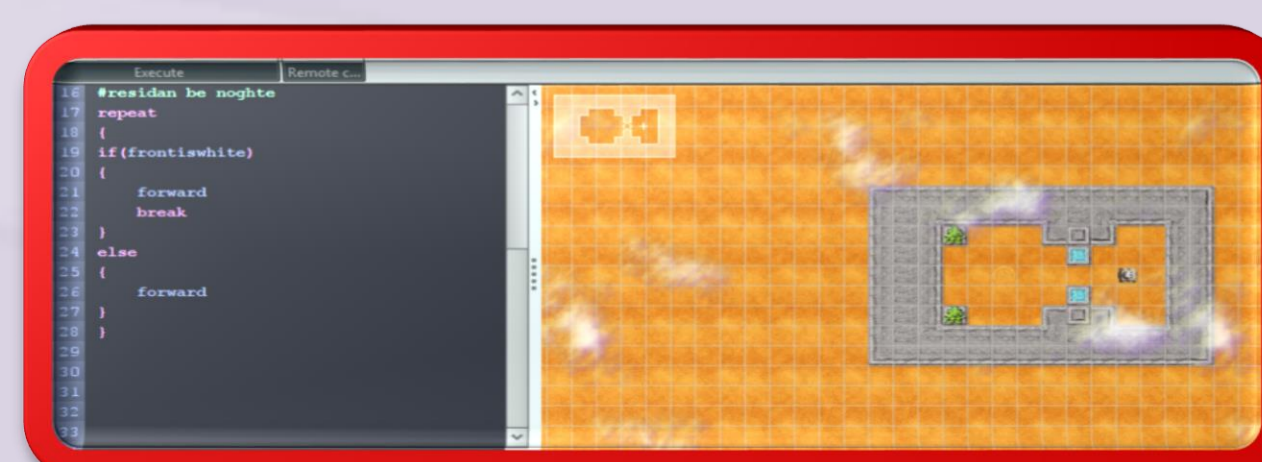 Execute
Remote c...
16 #residan be noghte
17 repeat
18 {
19 if(frontiswhite)
20 {
21 forward
22 break
23 }
24 else
25 {
26 forward
27 }
28 }
29
30
31
32
33